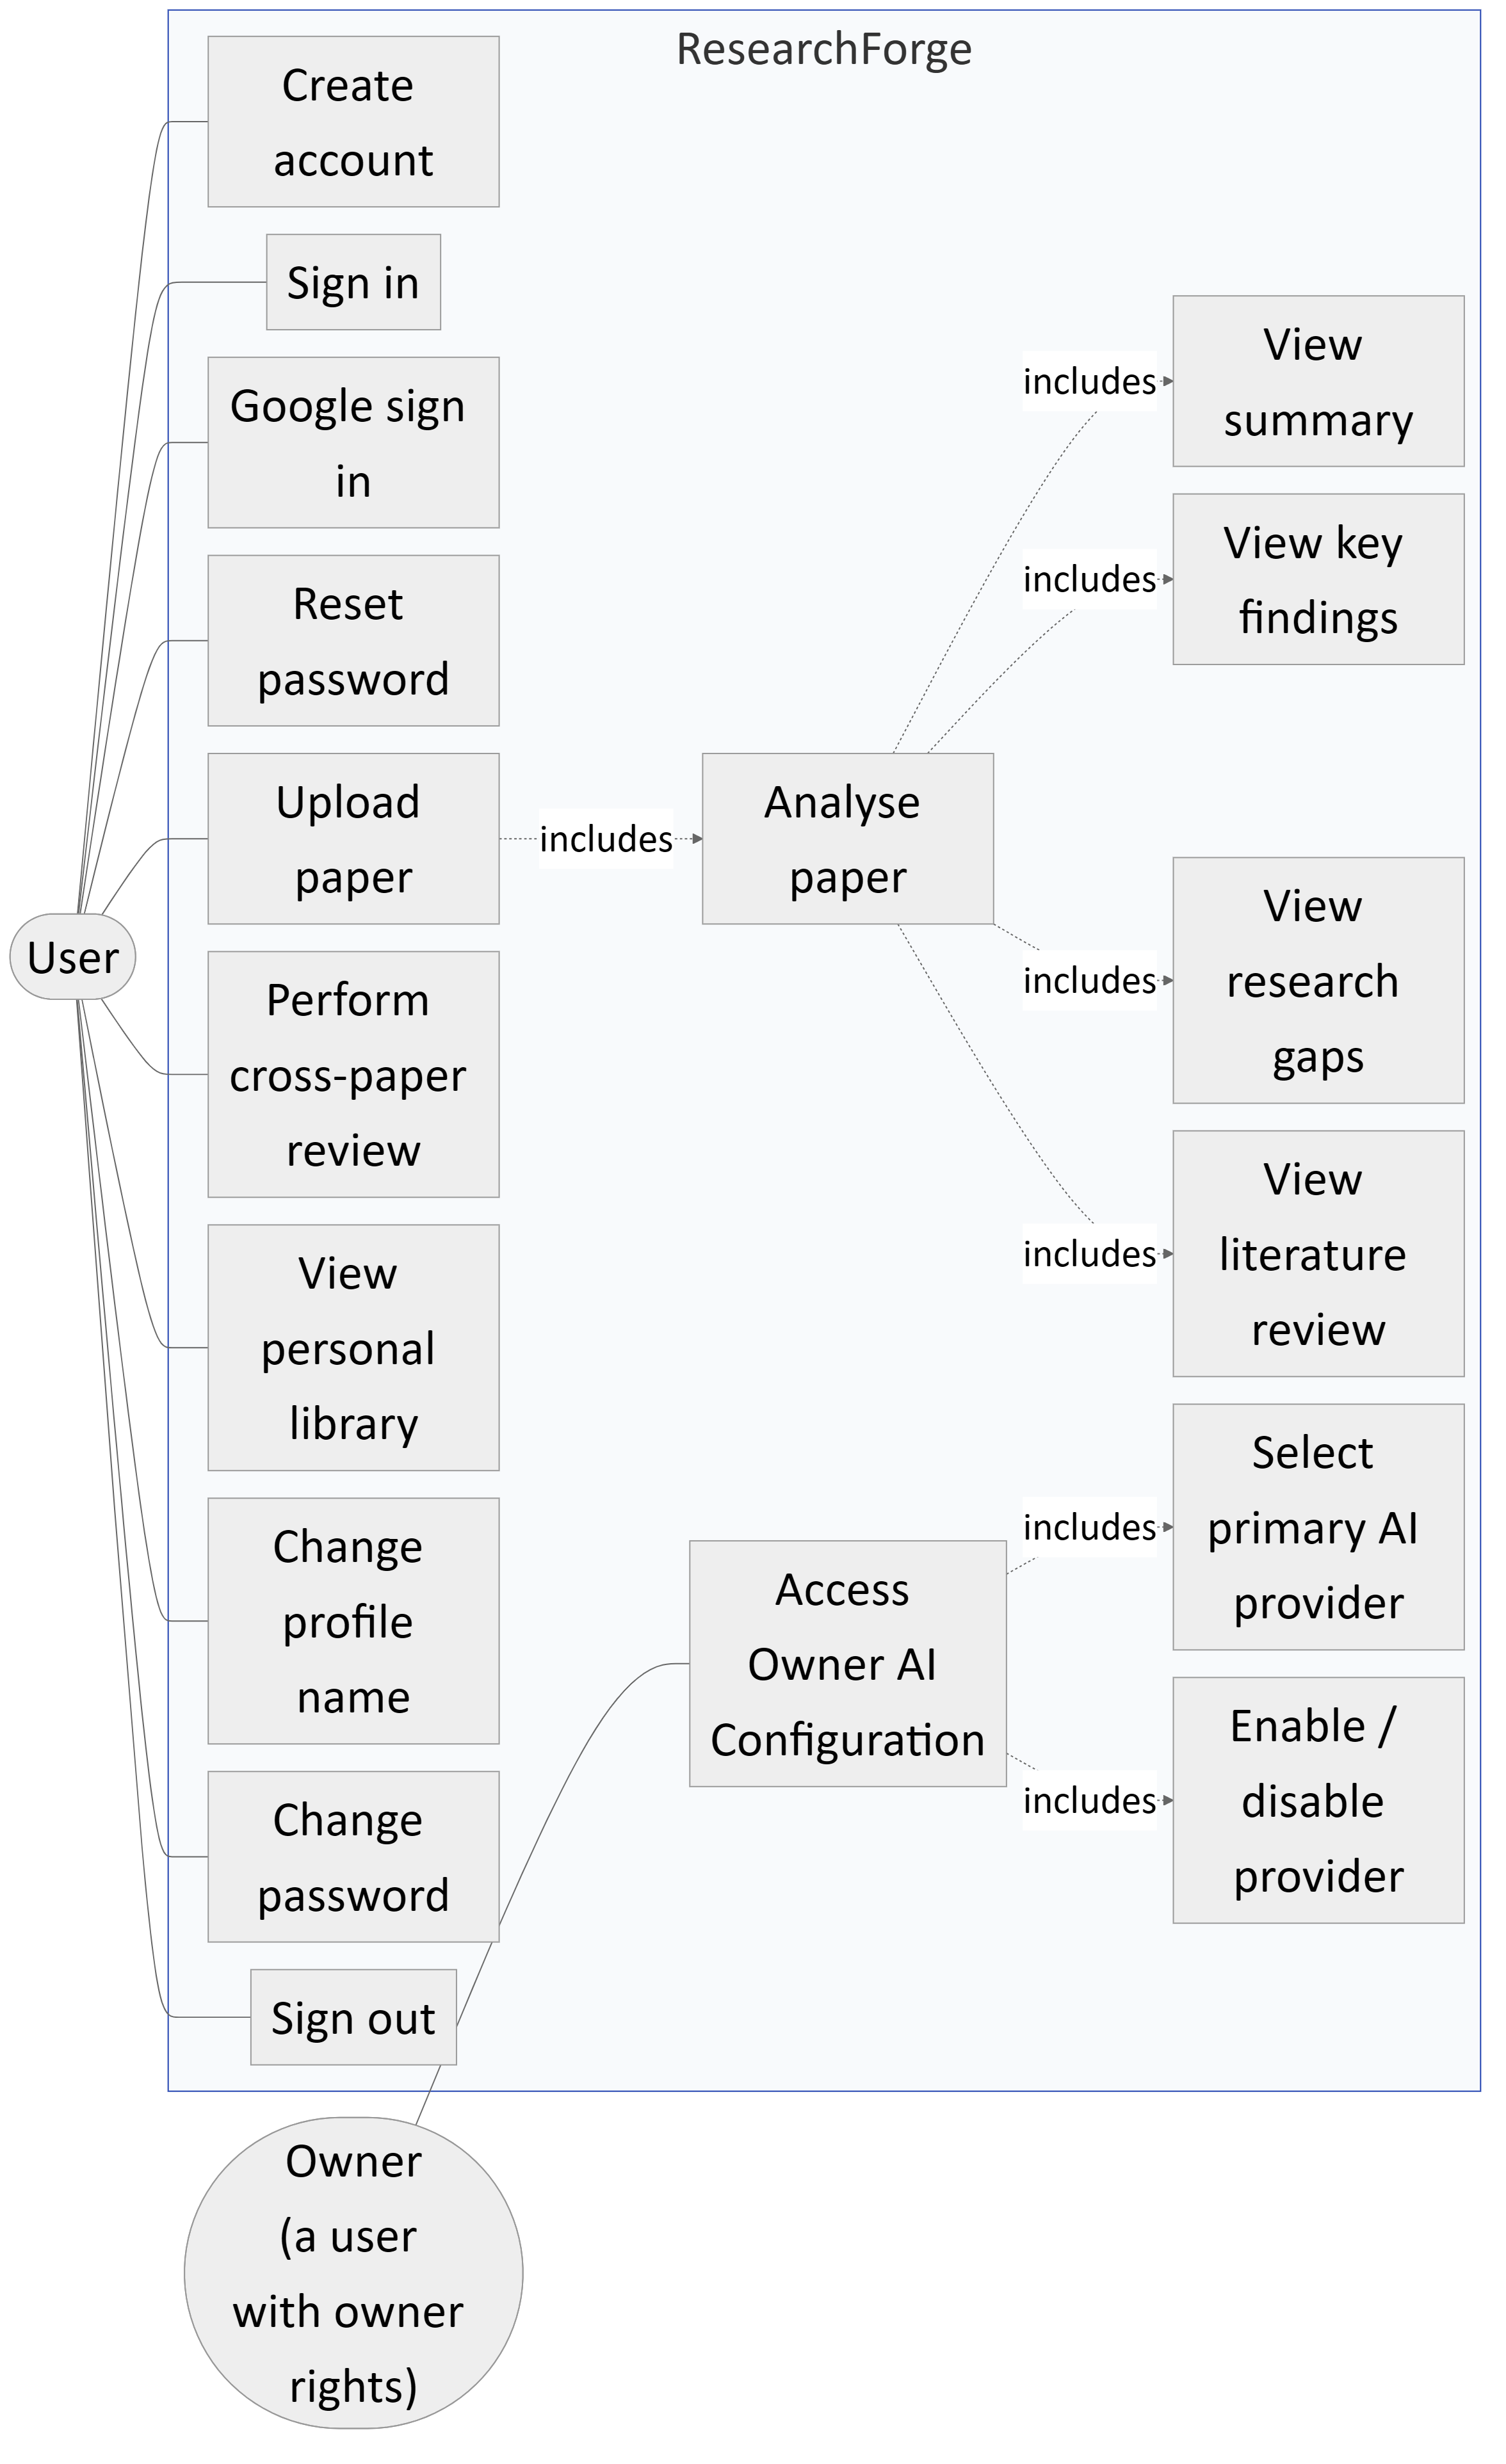 ResearchForge
Create
account
Sign in
Google sign
in
Reset
password
Upload
paper
Perform
cross-paper
review
View
personal
library
Change
profile
name
Change
password
Sign out
User
includes
Analyse
paper
includes
View
summary
includes
View key
findings
includes
View
research
gaps
includes
View
literature
review
Access
Owner AI
Configuration
includes
Select
primary AI
provider
includes
Enable /
disable
provider
Owner
(a user
with owner
rights)